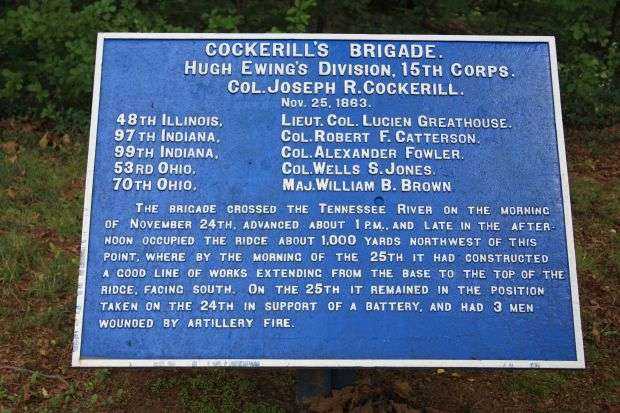 Cockerill's Brigade.
Hugh Ewing's Division, 15th Corps.
Col. Joseph R. Cockerill.
Nov. 25, 1863.
48th Illinois, Lieut. Col. Lucien Greathouse.
97th Indiana, Col. Robert F. Catterson.
99th Indiana, Col. Alexander Fowler.
53rd Ohio. Col. Wells S. Jones.
70th Ohio. Maj. William B. Brown
The brigade crossed the Tennessee River on the morning
of November 24th, advanced about 1 p.m., and late in the after-
noon occupied the ridge about 1,000 yards northwest of this
point, where by the morning of the 25th it had constructed
a good line of works extending from the base to the top of the
ridge, facing south. On the 25th it remained in the position
taken on the 24th in support of a battery, and had 3 men
wounded by artillery fire.